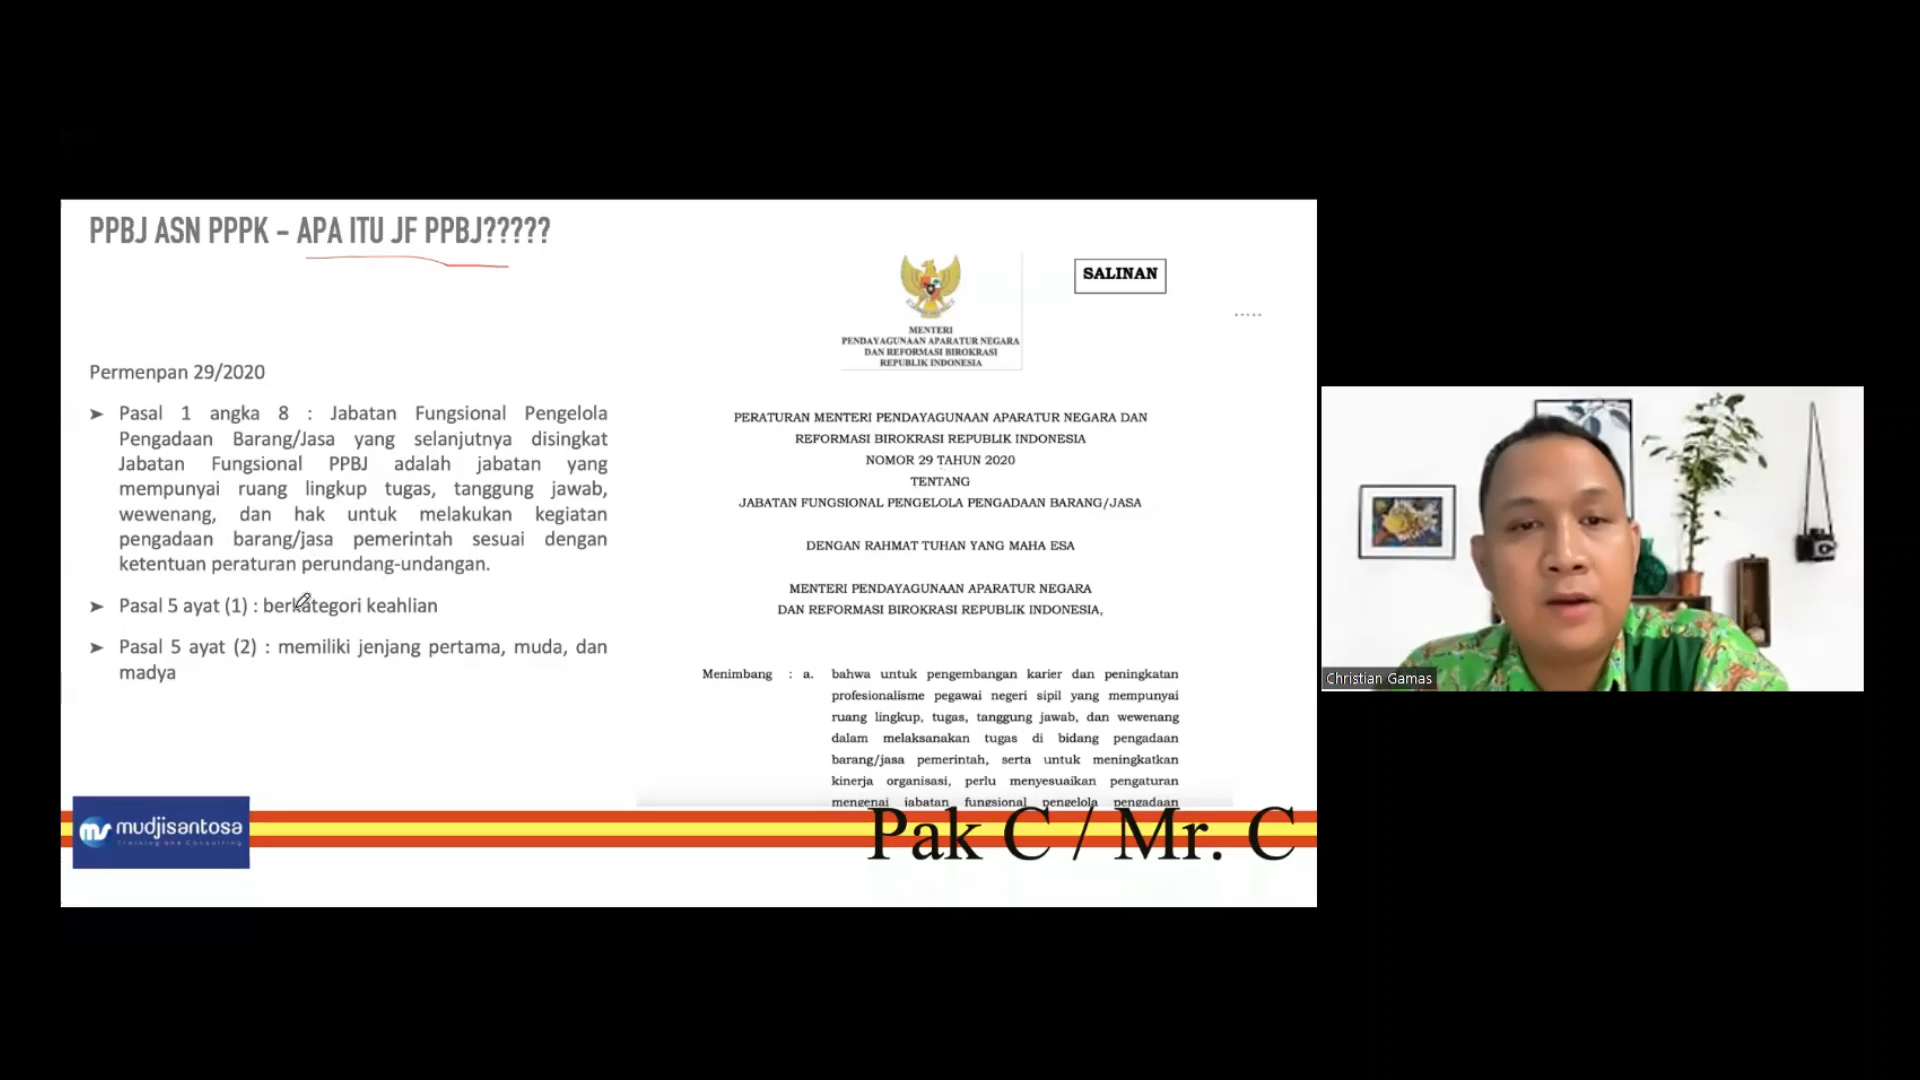 PPBJ ASN PPPK – APA ITU JF PPBJ?????
Permenpan 29/2020
➤ Pasal 1 angka 8 : Jabatan Fungsional Pengelola
Pengadaan Barang/Jasa yang selanjutnya disingkat
Jabatan Fungsional PPBJ adalah jabatan yang
mempunyai ruang lingkup tugas, tanggung jawab,
wewenang, dan hak untuk melakukan kegiatan
pengadaan barang/jasa pemerintah sesuai dengan
ketentuan peraturan perundang-undangan.
➤ Pasal 5 ayat (1) : berkategori keahlian
➤ Pasal 5 ayat (2) : memiliki jenjang pertama, muda, dan
madya
SALINAN
MENTERI
PENDAYAGUNAAN APARATUR NEGARA
DAN REFORMASI BIROKRASI
REPUBLIK INDONESIA
PERATURAN MENTERI PENDAYAGUNAAN APARATUR NEGARA DAN
REFORMASI BIROKRASI REPUBLIK INDONESIA
NOMOR 29 TAHUN 2020
TENTANG
JABATAN FUNGSIONAL PENGELOLA PENGADAAN BARANG/JASA
DENGAN RAHMAT TUHAN YANG MAHA ESA
MENTERI PENDAYAGUNAAN APARATUR NEGARA
DAN REFORMASI BIROKRASI REPUBLIK INDONESIA,
Menimbang : a. bahwa untuk pengembangan karier dan peningkatan
profesionalisme pegawai negeri sipil yang mempunyai
ruang lingkup, tugas, tanggung jawab, dan wewenang
dalam melaksanakan tugas di bidang pengadaan
barang/jasa pemerintah, serta untuk meningkatkan
kinerja organisasi, perlu menyesuaikan pengaturan
mengenai jabatan fungsional pengelola pengadaan
mudjisantosa
Training and Consulting
Pak C / Mr. C
Christian Gamas